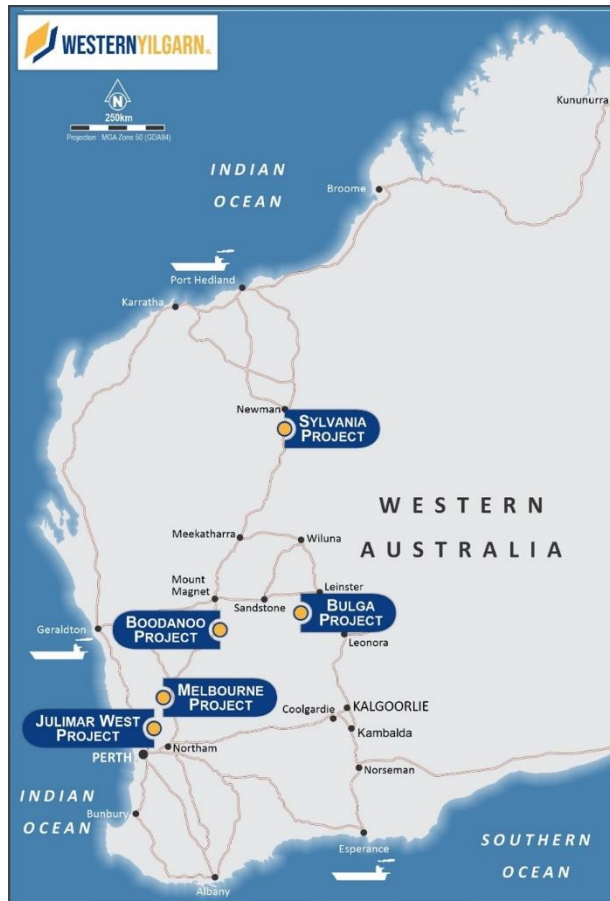 WESTERNYILGARN NL
N
250km
Projection : MGA Zone 50 (GDA94)
Kununurra
INDIAN
OCEAN
Broome
Port Hedland
Karratha
Newman
SYLVANIA
PROJECT
WESTERN
AUSTRALIA
Meekatharra
Wiluna
Mount
Magnet
Sandstone
Leinster
BOODANOO
PROJECT
BULGA
PROJECT
Geraldton
Leonora
MELBOURNE
PROJECT
JULIMAR WEST
PROJECT
Coolgardie
KALGOORLIE
Kambalda
PERTH
Northam
Norseman
INDIAN
OCEAN
Bunbury
Esperance
SOUTHERN
OCEAN
Albany